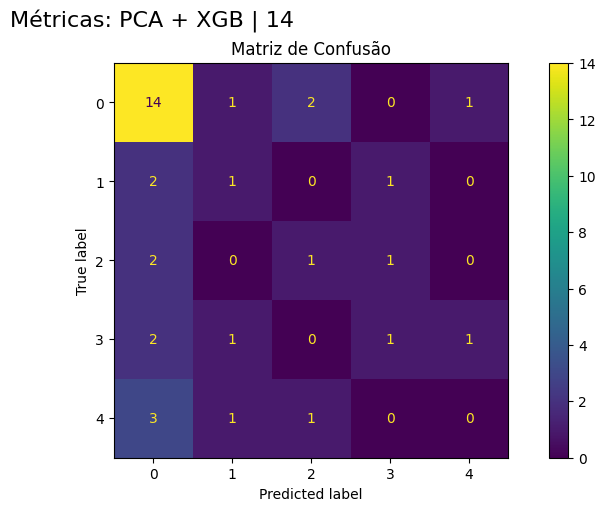 Métricas: PCA + XGB | 14
Matriz de Confusão
0 14 1 2 0 1
1 2 1 0 1 0
2 2 0 1 1 0
3 2 1 0 1 1
4 3 1 1 0 0
0 1 2 3 4
True label
Predicted label
14
12
10
8
6
4
2
0